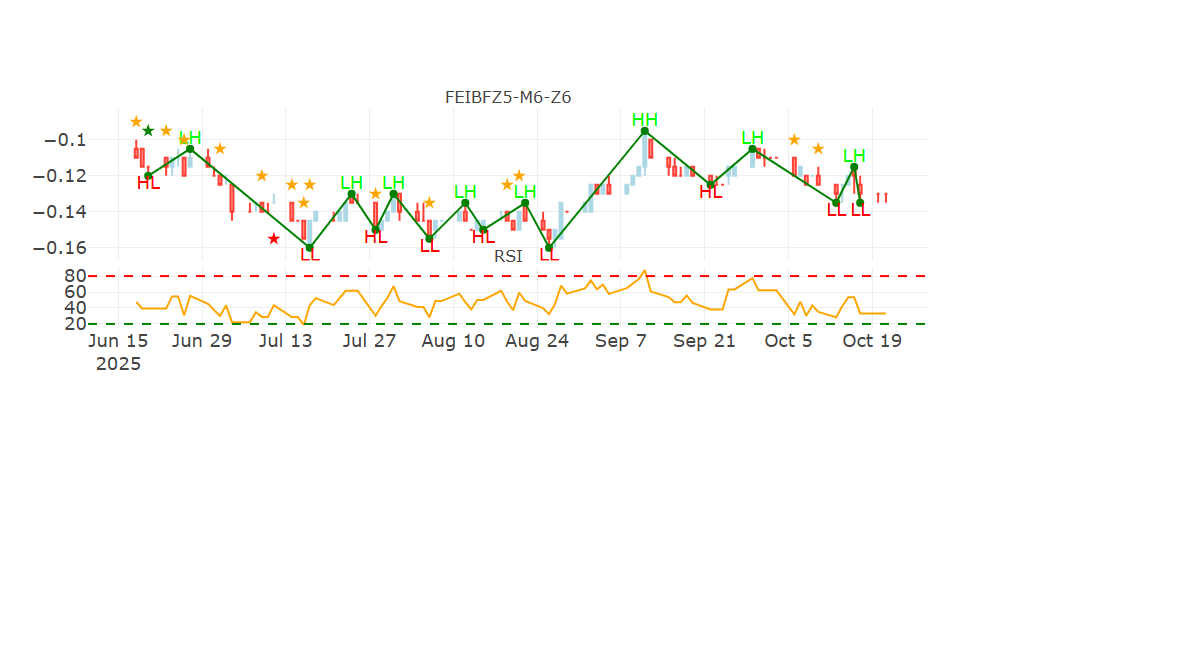 FEIBFZ5-M6-Z6
HH
LH LH
−0.1
LH
−0.12
HL LH LH HL
LH LH
−0.14
LL LL
HL HL
LL
−0.16
LL RSI LL
80
60
40
20
Jun 15 Jun 29 Jul 13 Jul 27 Aug 10 Aug 24 Sep 7 Sep 21 Oct 5 Oct 19
2025